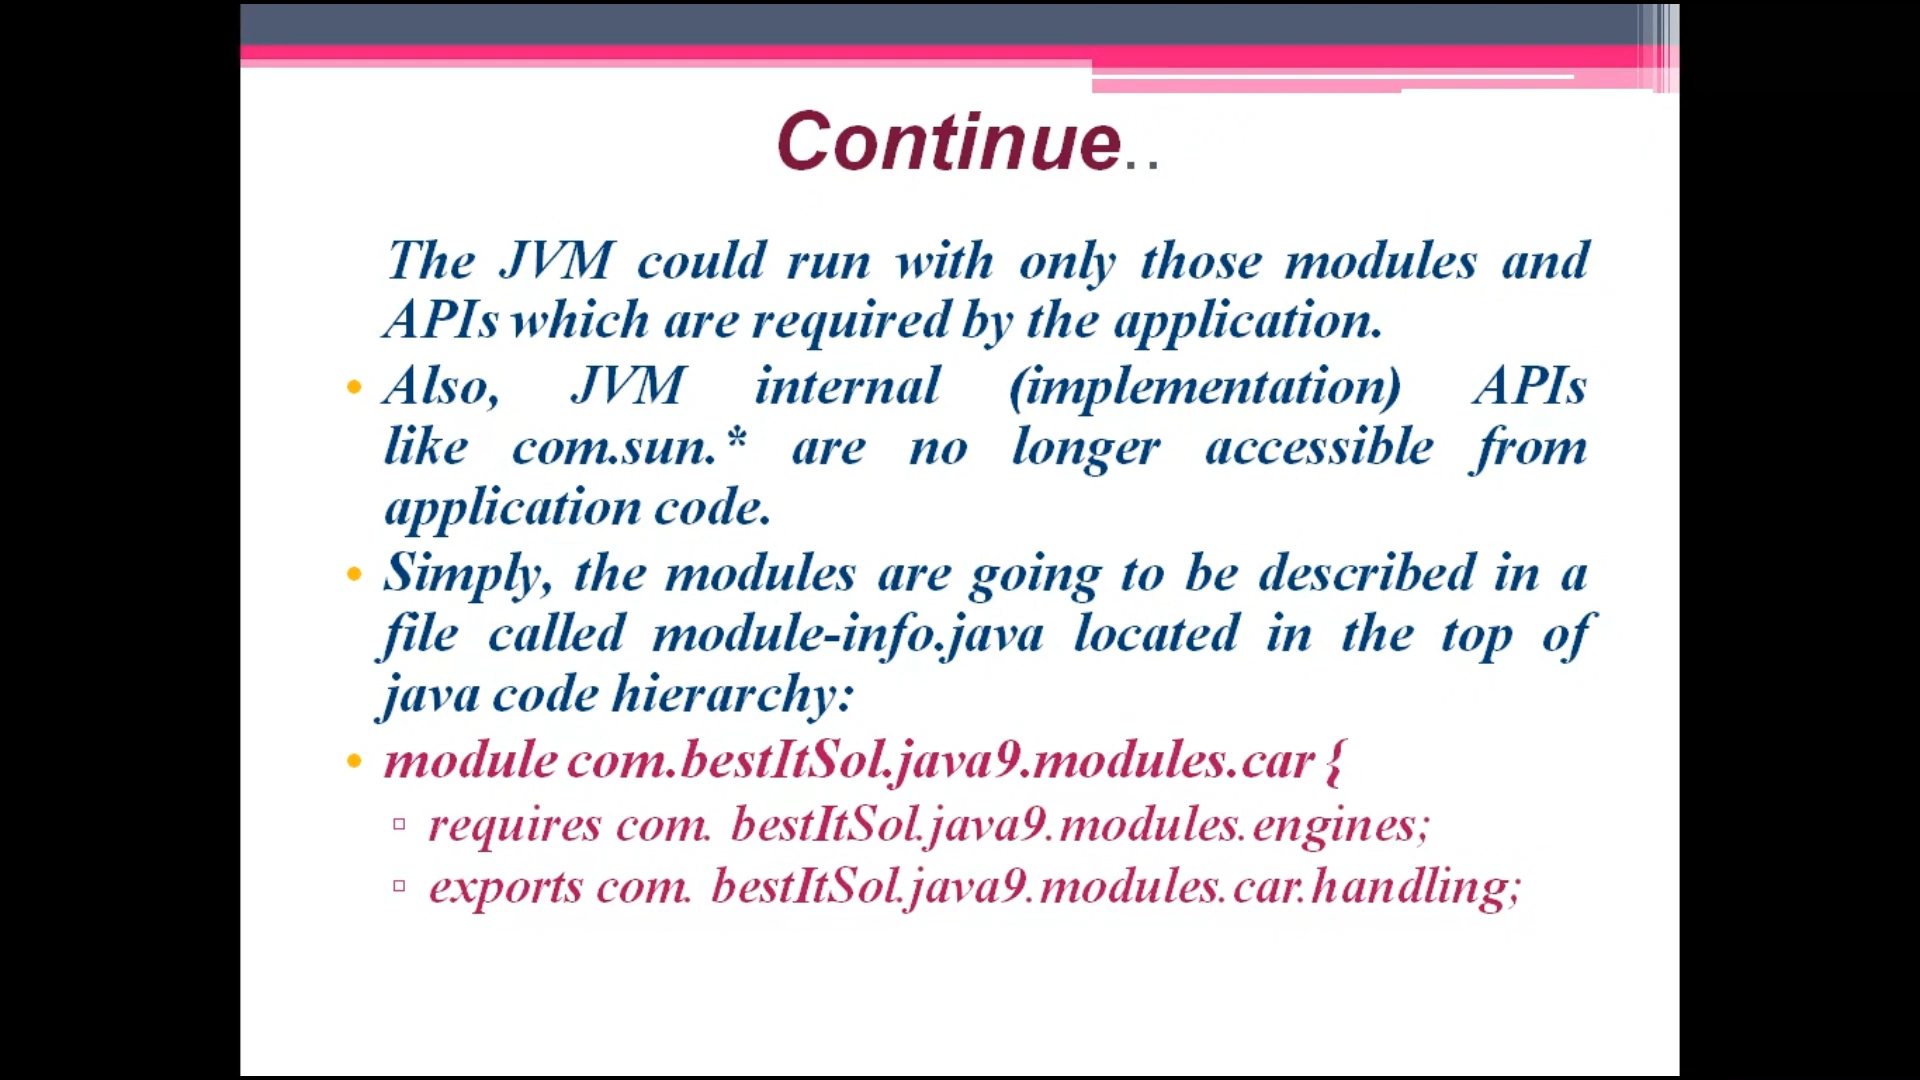 Continue..
The JVM could run with only those modules and
APIs which are required by the application.
• Also, JVM internal (implementation) APIs
like com.sun.* are no longer accessible from
application code.
• Simply, the modules are going to be described in a
file called module-info.java located in the top of
java code hierarchy:
• module com.bestItSol.java9.modules.car {
▫ requires com. bestItSol.java9.modules.engines;
▫ exports com. bestItSol.java9.modules.car.handling;